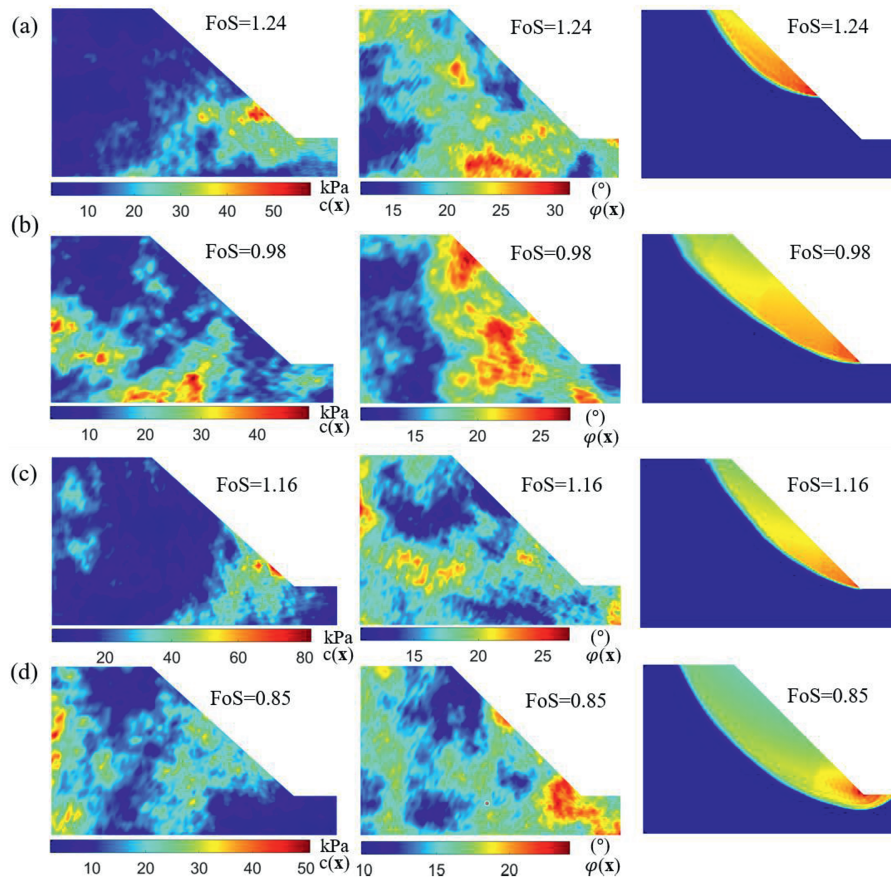 (a) FoS=1.24 FoS=1.24 FoS=1.24
kPa (°)
10 20 30 40 50 c(x) 15 20 25 30 φ(x)
(b) FoS=0.98 FoS=0.98 FoS=0.98
kPa (°)
10 20 30 40 c(x) 15 20 25 φ(x)
(c) FoS=1.16 FoS=1.16 FoS=1.16
kPa (°)
20 40 60 80 c(x) 15 20 25 φ(x)
(d) FoS=0.85 FoS=0.85 FoS=0.85
kPa (°)
10 20 30 40 50 c(x) 10 15 20 φ(x)